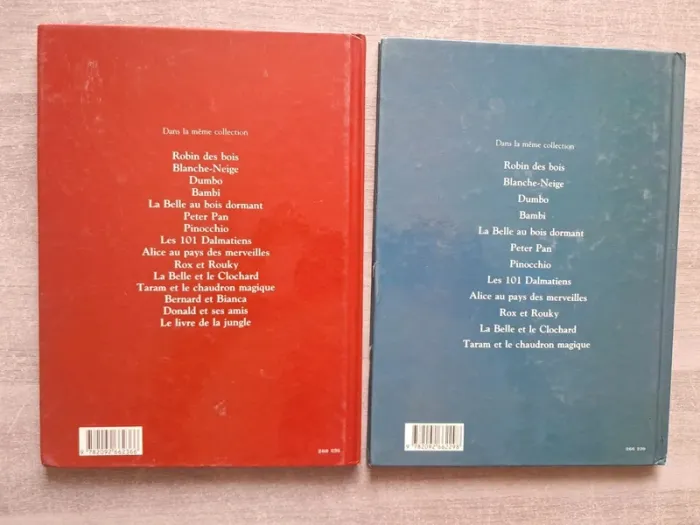 Dans la même collection
Robin des bois
Blanche-Neige
Dumbo
Bambi
La Belle au bois dormant
Peter Pan
Pinocchio
Les 101 Dalmatiens
Alice au pays des merveilles
Rox et Rouky
La Belle et le Clochard
Taram et le chaudron magique
Bernard et Bianca
Donald et ses amis
Le livre de la jungle
Dans la même collection
Robin des bois
Blanche-Neige
Dumbo
Bambi
La Belle au bois dormant
Peter Pan
Pinocchio
Les 101 Dalmatiens
Alice au pays des merveilles
Rox et Rouky
La Belle et le Clochard
Taram et le chaudron magique